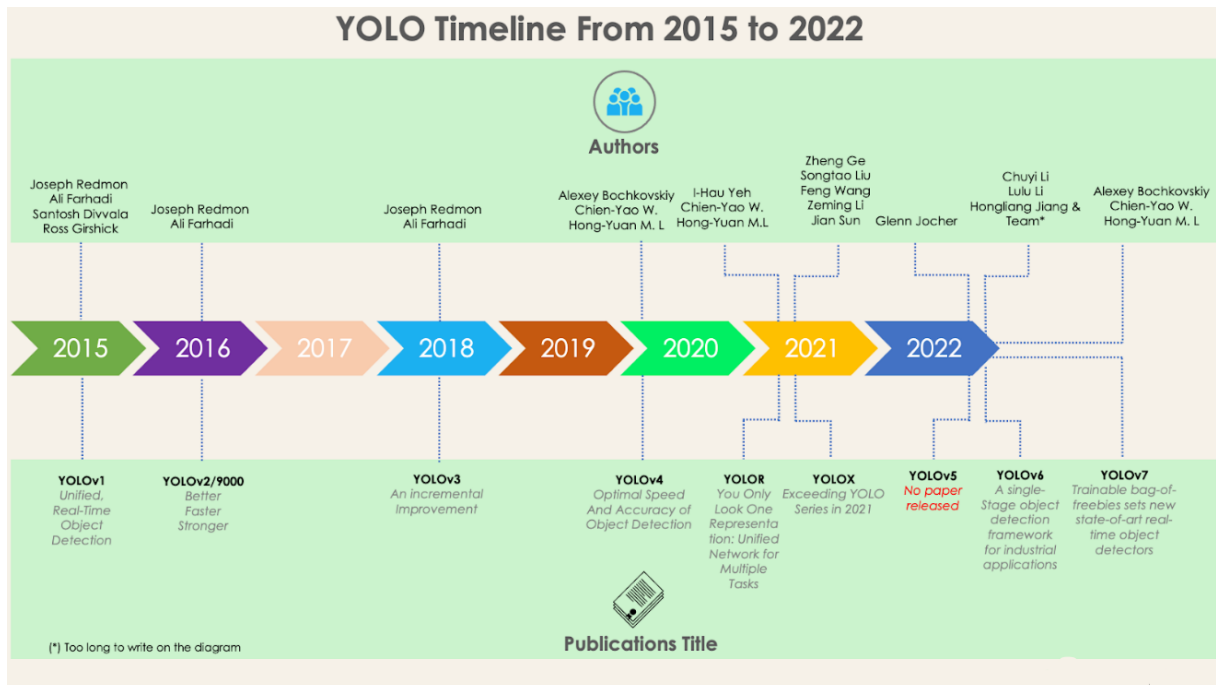 YOLO Timeline From 2015 to 2022
Authors
Joseph Redmon
Ali Farhadi
Santosh Divvala
Ross Girshick
Joseph Redmon
Ali Farhadi
Joseph Redmon
Ali Farhadi
Alexey Bochkovskiy
Chien-Yao W.
Hong-Yuan M. L
I-Hau Yeh
Chien-Yao W.
Hong-Yuan M.L
Zheng Ge
Songtao Liu
Feng Wang
Zeming Li
Jian Sun
Glenn Jocher
Chuyi Li
Lulu Li
Hongliang Jiang &
Team*
Alexey Bochkovskiy
Chien-Yao W.
Hong-Yuan M. L
2015
2016
2017
2018
2019
2020
2021
2022
YOLOv1
Unified,
Real-Time
Object
Detection
YOLOv2/9000
Better
Faster
Stronger
YOLOv3
An incremental
Improvement
YOLOv4
Optimal Speed
And Accuracy of
Object Detection
YOLOR
You Only
Look One
Representa
tion: Unified
Network for
Multiple
Tasks
YOLOX
Exceeding YOLO
Series in 2021
YOLOv5
No paper
released
YOLOv6
A single-
Stage object
detection
framework
for industrial
applications
YOLOv7
Trainable bag-of-
freebies sets new
state-of-art real-
time object
detectors
Publications Title
(*) Too long to write on the diagram